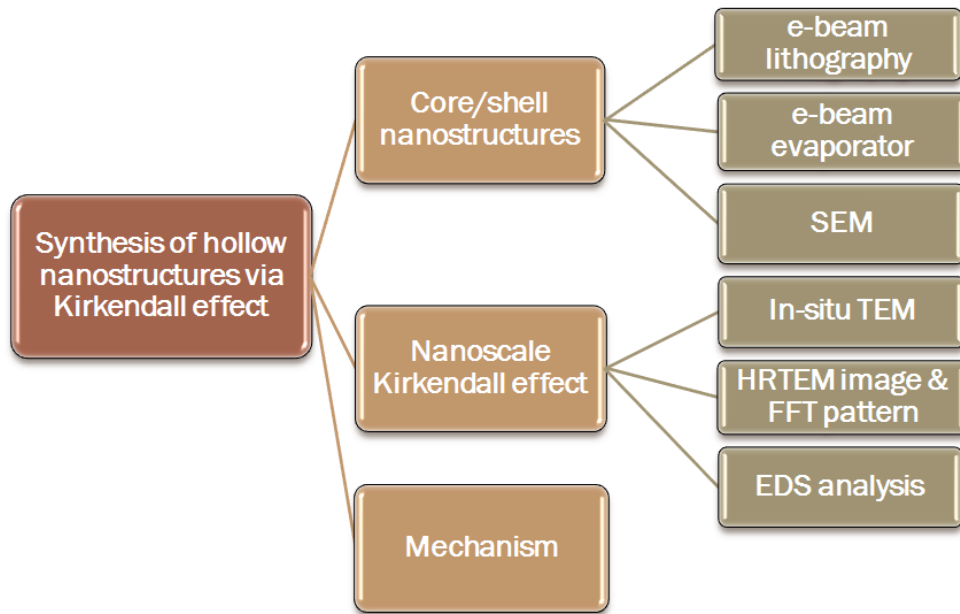 Synthesis of hollow
nanostructures via
Kirkendall effect
Core/shell
nanostructures
e-beam
lithography
e-beam
evaporator
SEM
Nanoscale
Kirkendall effect
In-situ TEM
HRTEM image &
FFT pattern
EDS analysis
Mechanism